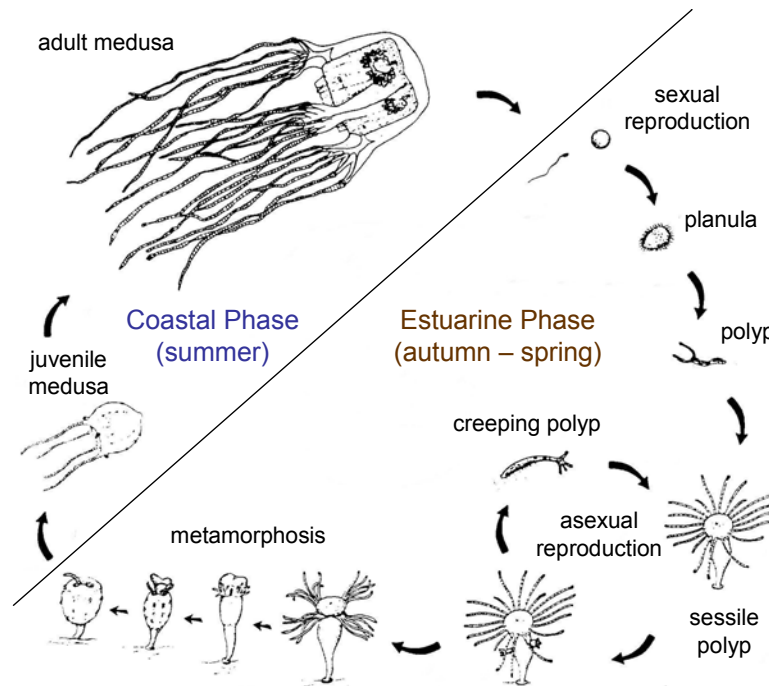 adult medusa
sexual
reproduction
planula
polyp
Coastal Phase
(summer)
Estuarine Phase
(autumn – spring)
juvenile
medusa
creeping polyp
asexual
reproduction
metamorphosis
sessile
polyp